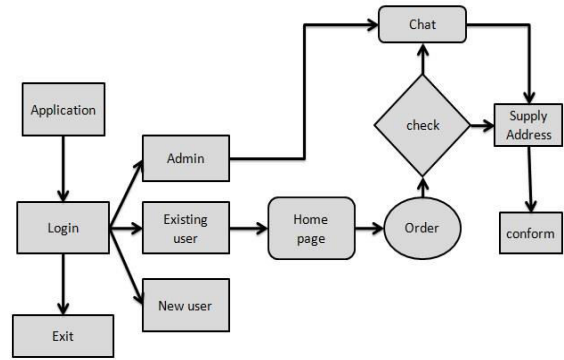 Chat
Application
check
Supply
Address
Admin
Login
Existing
user
Home
page
Order
conform
New user
Exit